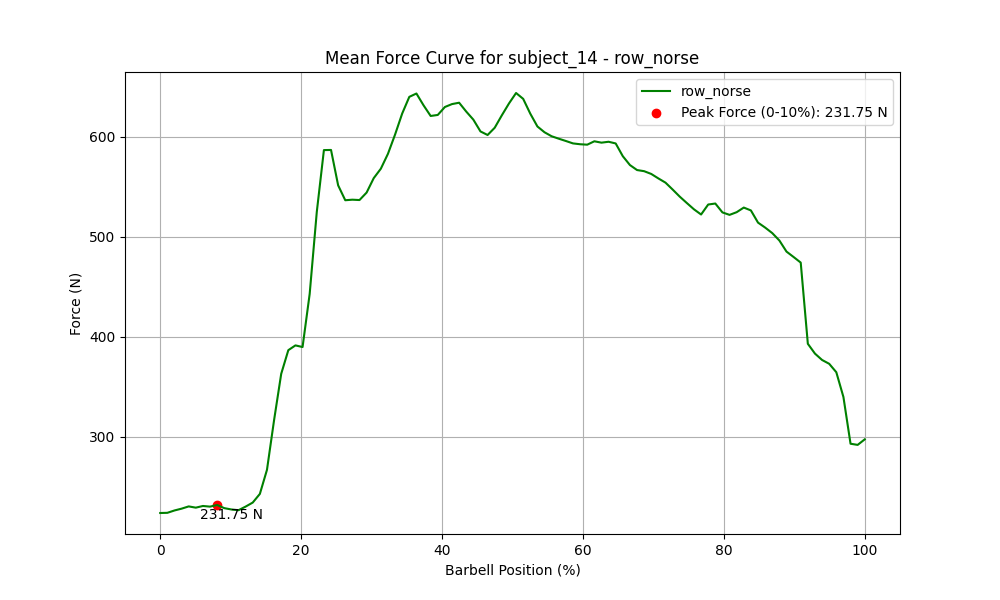 Mean Force Curve for subject_14 - row_norse
row_norse
Peak Force (0-10%): 231.75 N
600
500
400
300
231.75 N
Force (N)
0 20 40 60 80 100
Barbell Position (%)